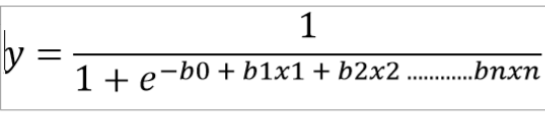 y = 1 / 1 + e^−b0 + b1x1 + b2x2 ............bnxn